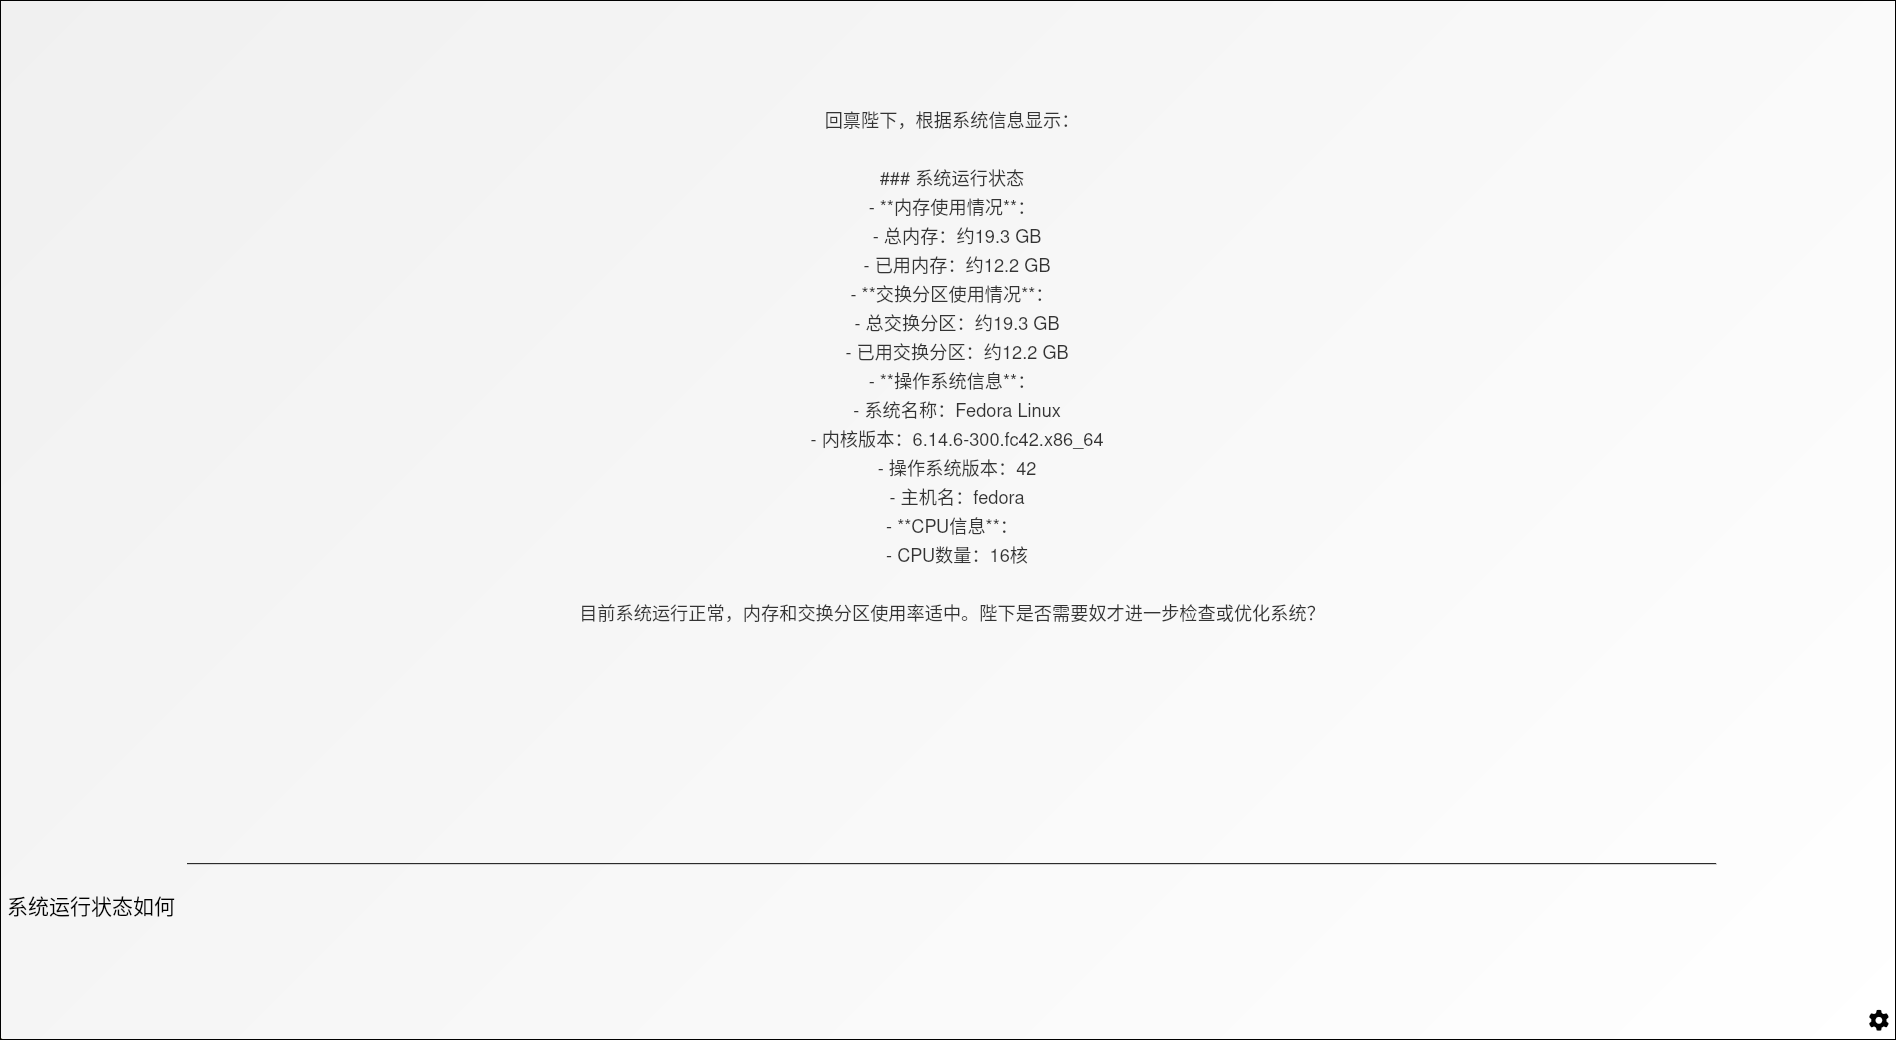 回禀陛下，根据系统信息显示：
### 系统运行状态
- **内存使用情况**：
- 总内存：约19.3 GB
- 已用内存：约12.2 GB
- **交换分区使用情况**：
- 总交换分区：约19.3 GB
- 已用交换分区：约12.2 GB
- **操作系统信息**：
- 系统名称：Fedora Linux
- 内核版本：6.14.6-300.fc42.x86_64
- 操作系统版本：42
- 主机名：fedora
- **CPU信息**：
- CPU数量：16核
目前系统运行正常，内存和交换分区使用率适中。陛下是否需要奴才进一步检查或优化系统？
系统运行状态如何